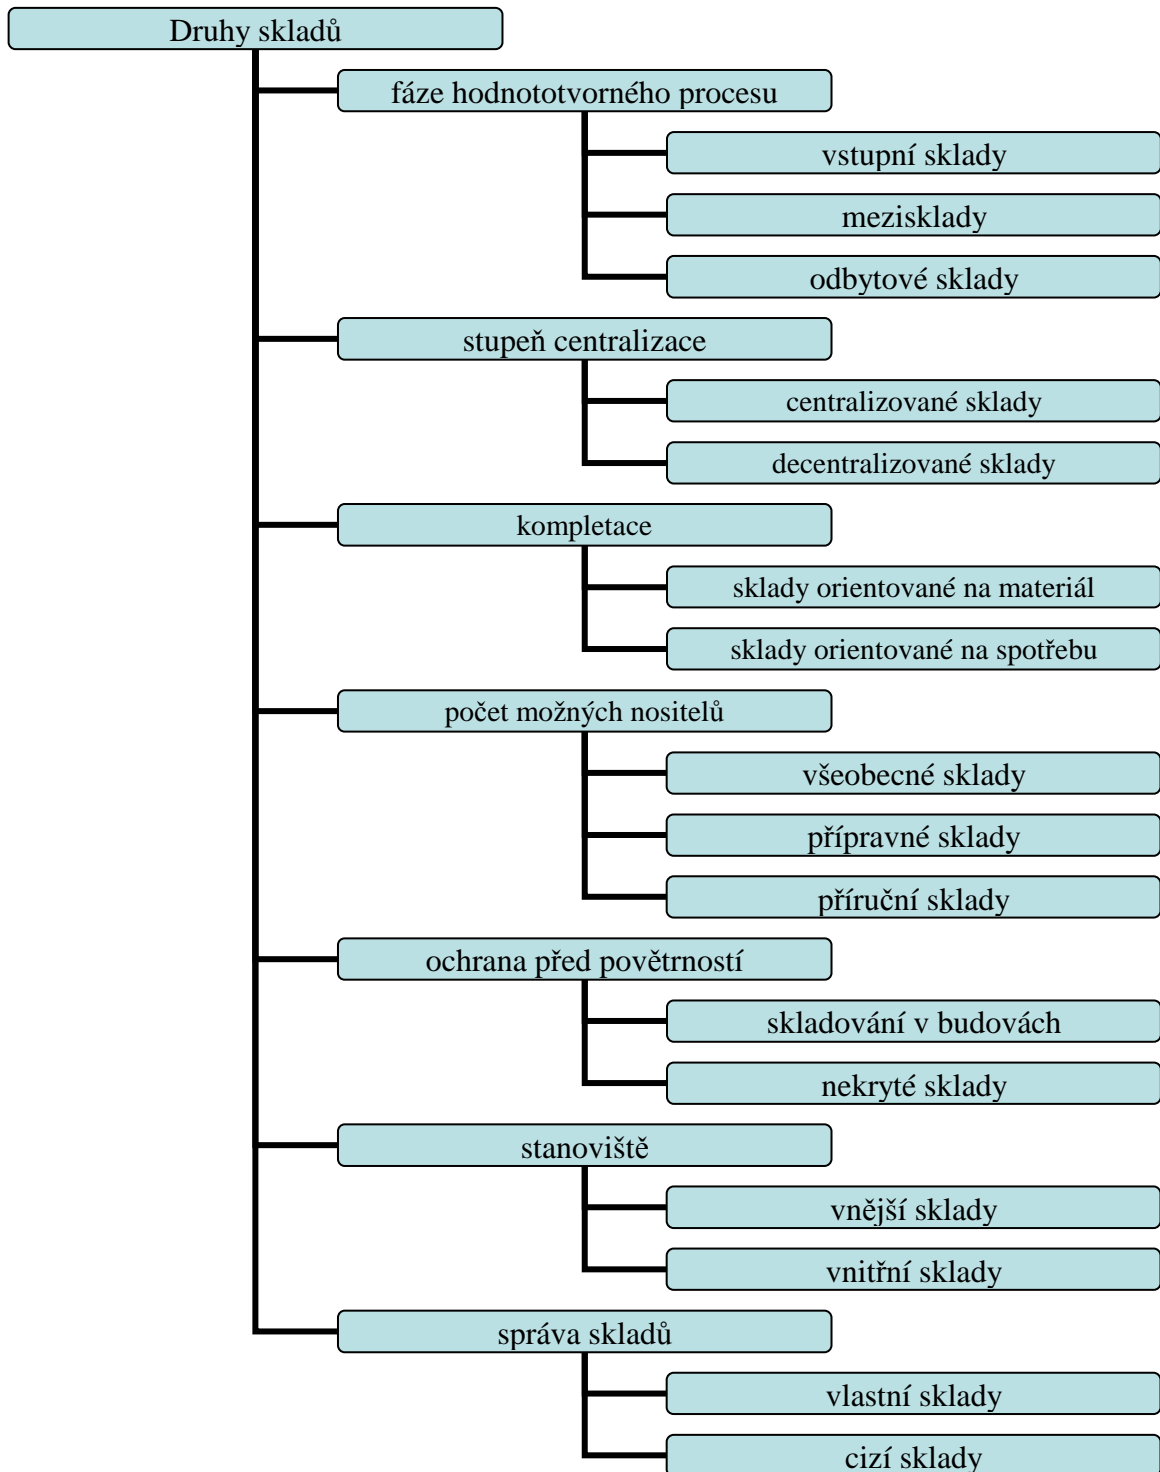 Druhy skladů
fáze hodnototvorného procesu
vstupní sklady
mezisklady
odbytové sklady
stupeň centralizace
centralizované sklady
decentralizované sklady
kompletace
sklady orientované na materiál
sklady orientované na spotřebu
počet možných nositelů
všeobecné sklady
přípravné sklady
příruční sklady
ochrana před povětrností
skladování v budovách
nekryté sklady
stanoviště
vnější sklady
vnitřní sklady
správa skladů
vlastní sklady
cizí sklady